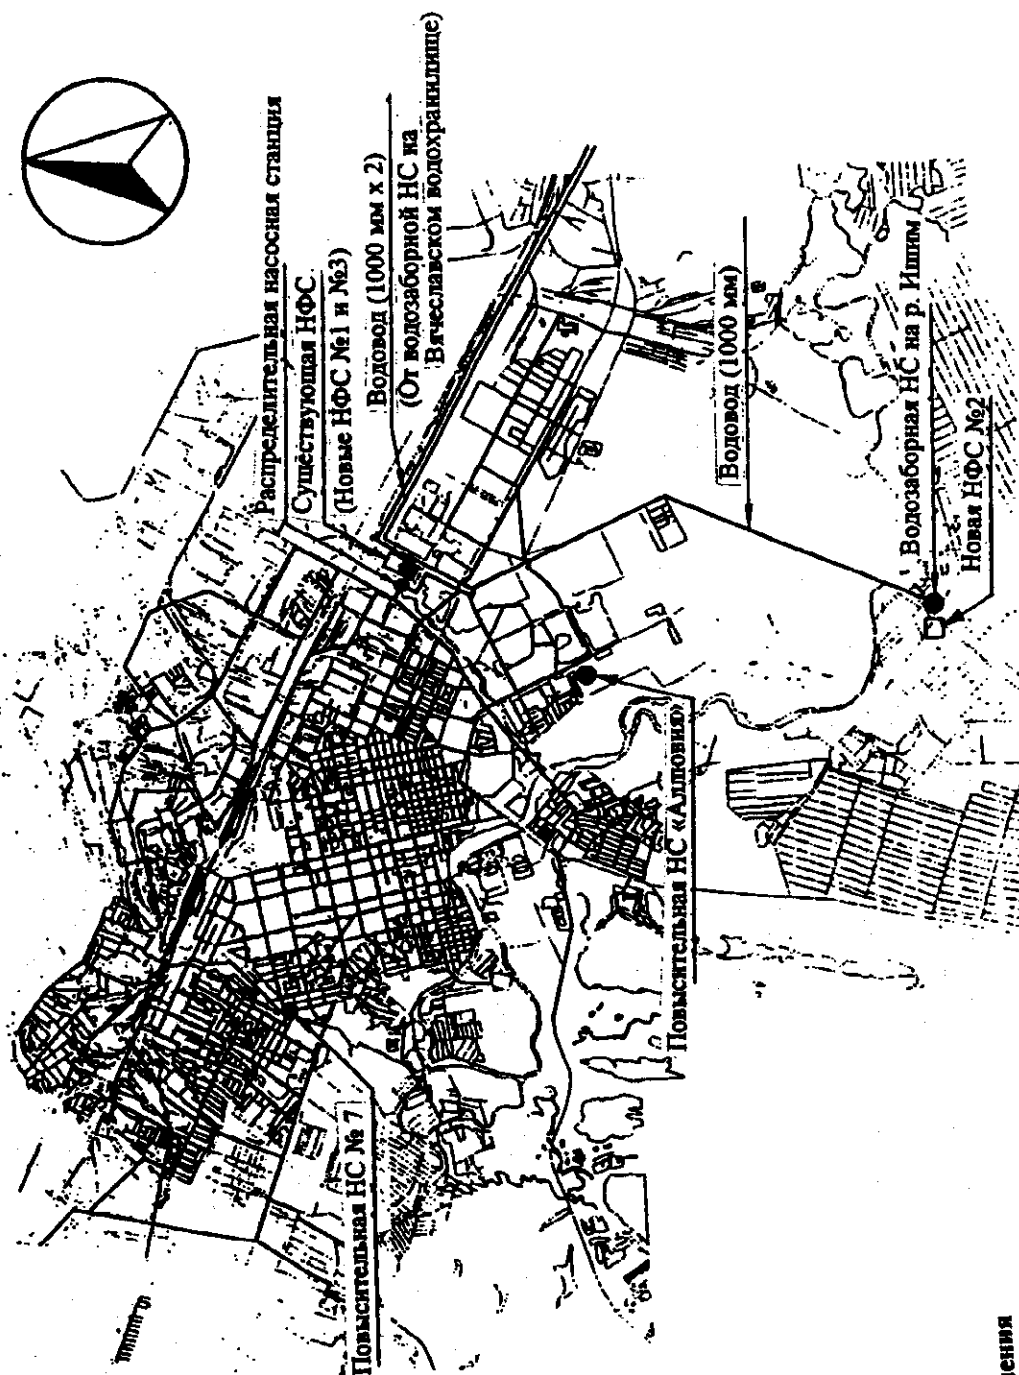 Распределительная насосная станция
Существующая НФС
(Новые НФС №1 и №3)
Водовод (1000 мм x 2)
(От водозаборной НС на
Вячеславском водохранилище)
Водовод (1000 мм)
Водозаборная НС на р. Ишим
Новая НФС №2
Повысительная НС «Аллювия»
Повысительная НС № 7